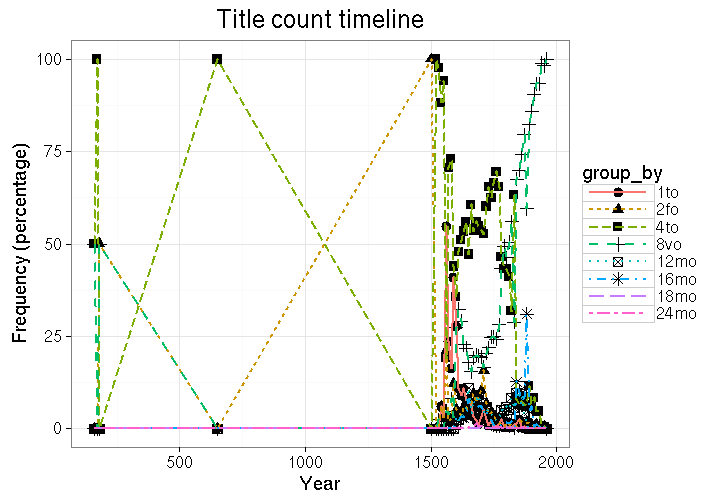 Title count timeline
Frequency (percentage)
100
75
50
25
0
500
1000
1500
2000
Year
group_by
1to
2fo
4to
8vo
12mo
16mo
18mo
24mo